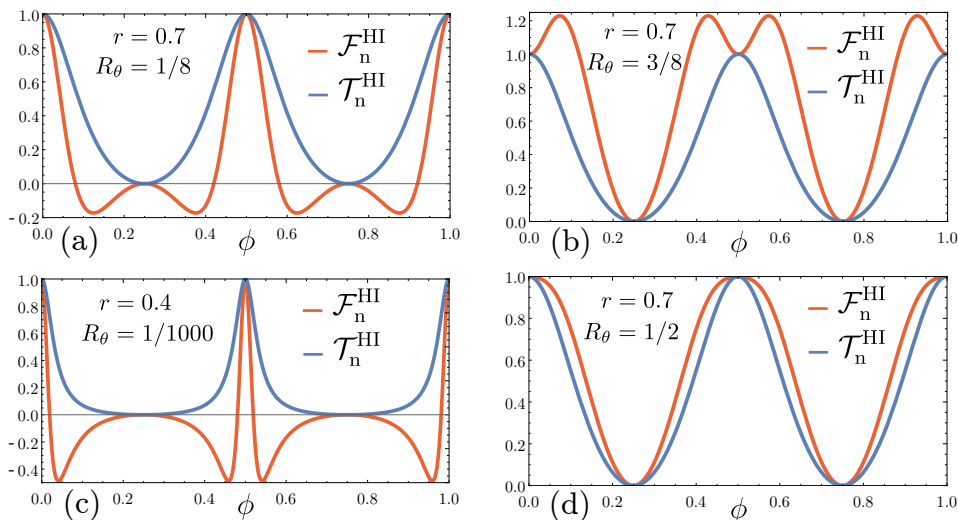 1.0
0.8
0.6
0.4
0.2
0.0
-0.2
r = 0.7
R_θ = 1/8
ℱ_n^HI
𝒯_n^HI
0.0 0.2 0.4 0.6 0.8 1.0
(a) ϕ
1.2
1.0
0.8
0.6
0.4
0.2
0.0
r = 0.7
R_θ = 3/8
ℱ_n^HI
𝒯_n^HI
0.0 0.2 0.4 0.6 0.8 1.0
(b) ϕ
1.0
0.8
0.6
0.4
0.2
0.0
-0.2
-0.4
r = 0.4
R_θ = 1/1000
ℱ_n^HI
𝒯_n^HI
0.0 0.2 0.4 0.6 0.8 1.0
(c) ϕ
1.0
0.8
0.6
0.4
0.2
0.0
r = 0.7
R_θ = 1/2
ℱ_n^HI
𝒯_n^HI
0.0 0.2 0.4 0.6 0.8 1.0
(d) ϕ